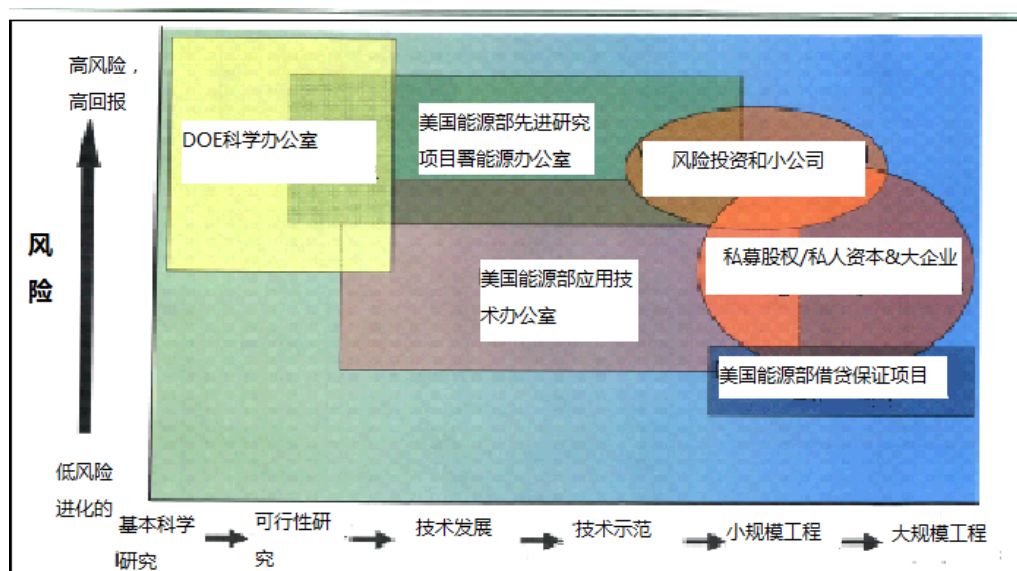 高风险，
高回报
DOE科学办公室
美国能源部先进研究
项目署能源办公室
风险投资和小公司
风
险
私募股权/私人资本&大企业
美国能源部应用技
术办公室
美国能源部借贷保证项目
低风险
进化的
基本科学
研究
可行性研
究
技术发展
技术示范
小规模工程
大规模工程